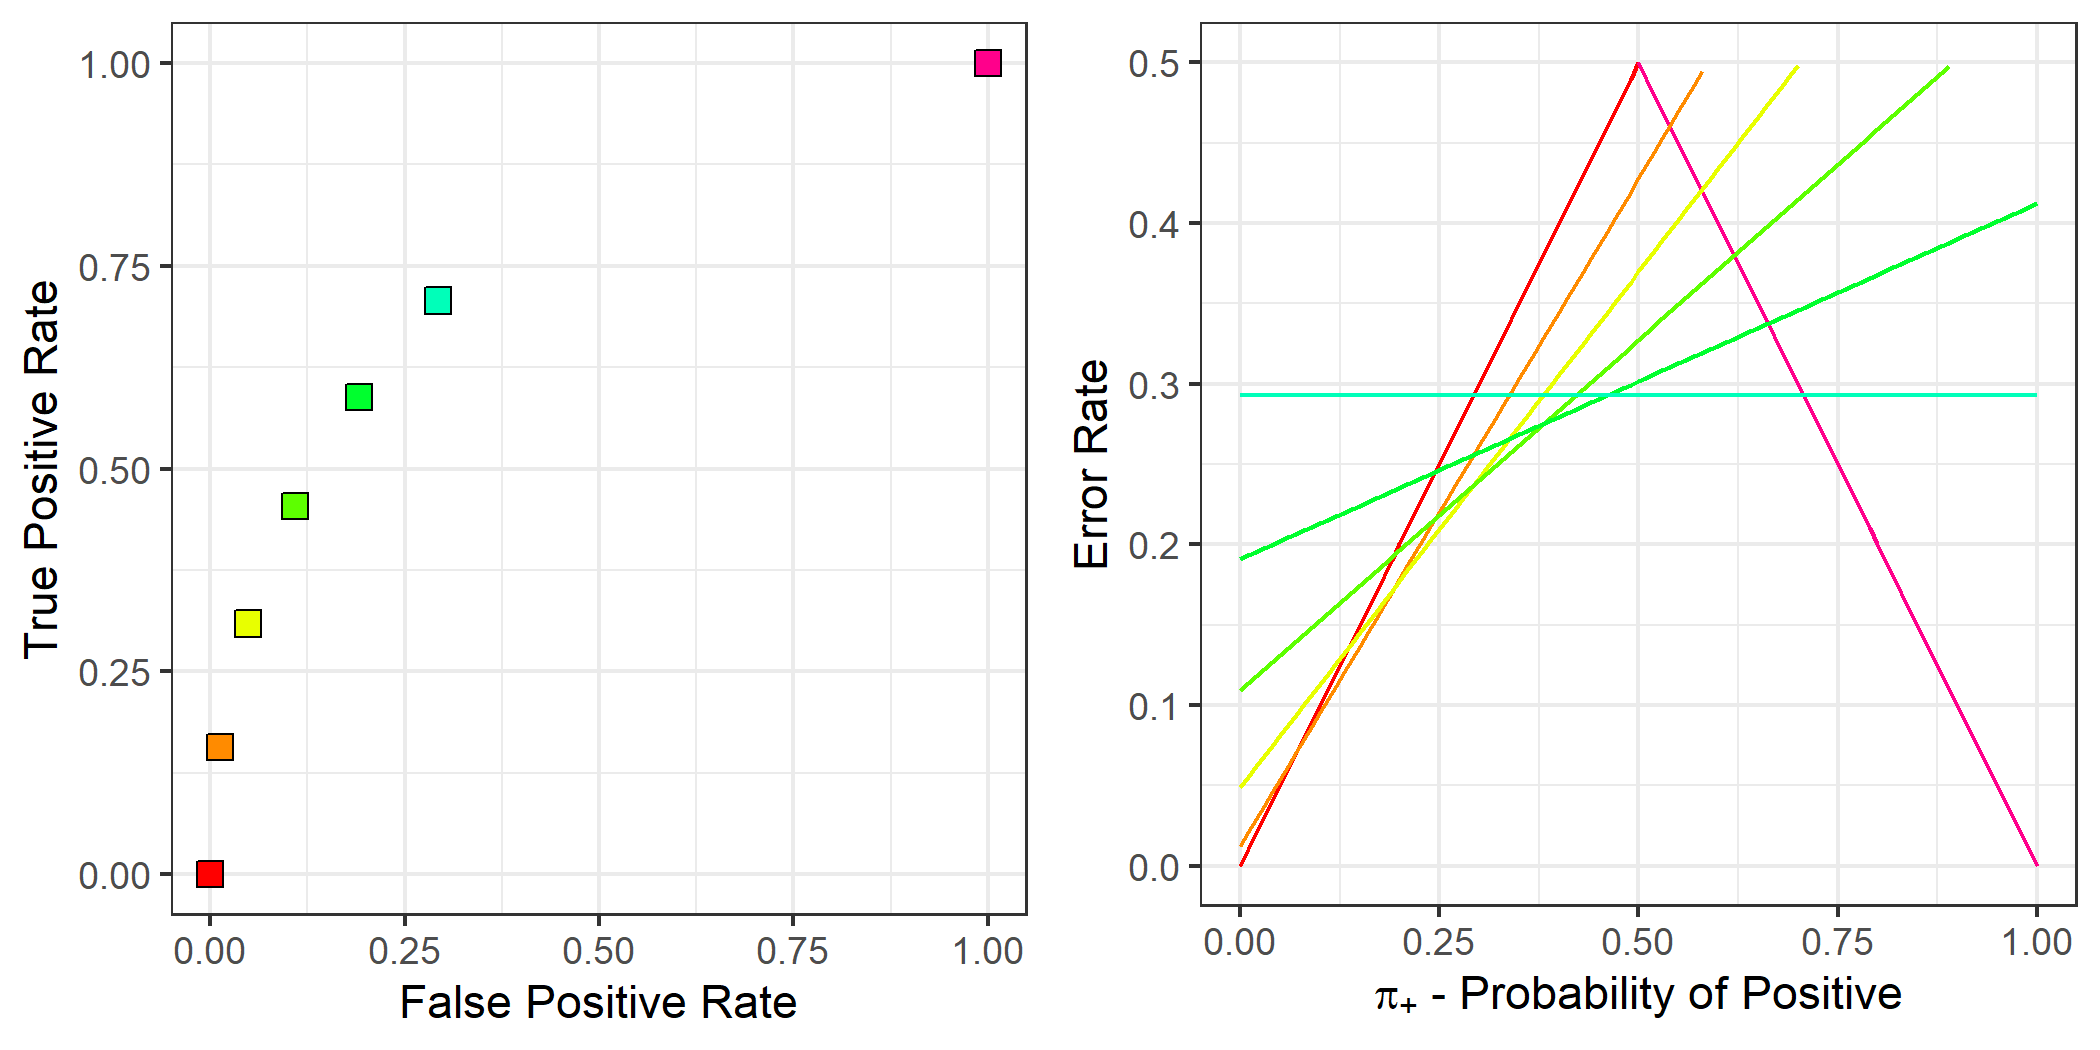 1.00
0.75
0.50
0.25
0.00
True Positive Rate
0.00 0.25 0.50 0.75 1.00
False Positive Rate
0.5
0.4
0.3
0.2
0.1
0.0
Error Rate
0.00 0.25 0.50 0.75 1.00
π₊ - Probability of Positive